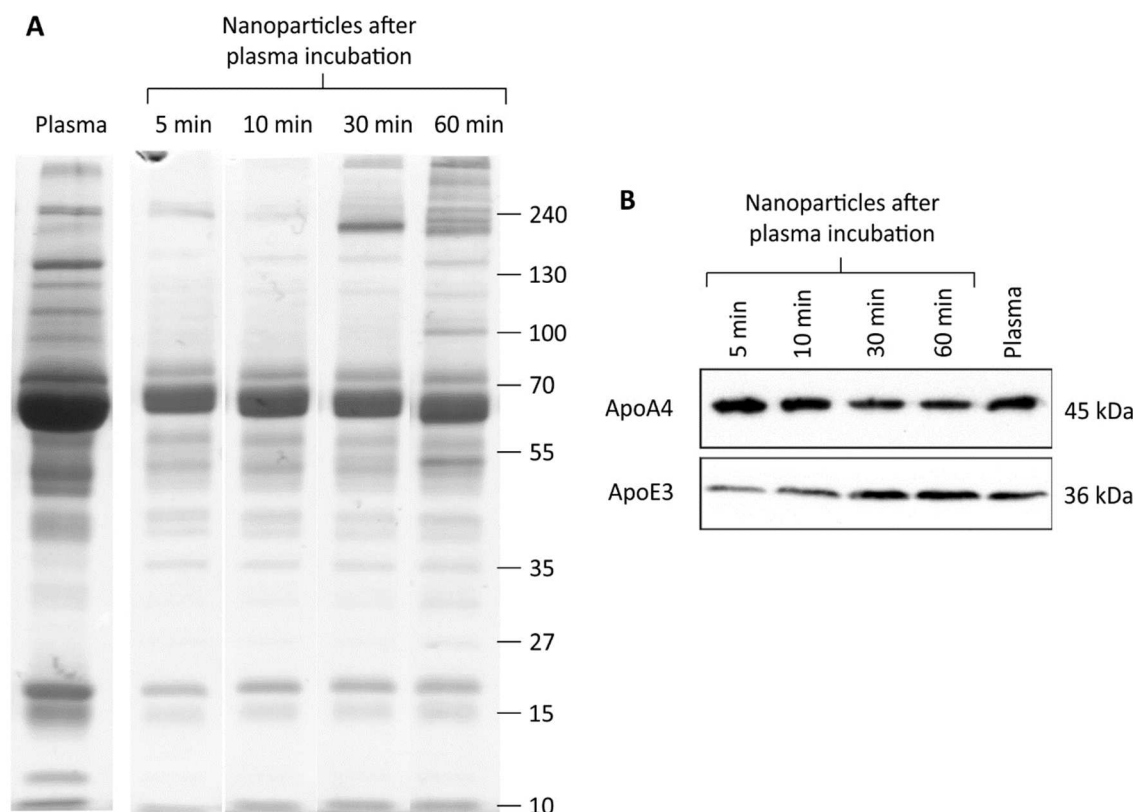 A
Nanoparticles after
plasma incubation
Plasma
5 min
10 min
30 min
60 min
240
130
100
70
55
35
27
15
10
B
Nanoparticles after
plasma incubation
5 min
10 min
30 min
60 min
Plasma
ApoA4
45 kDa
ApoE3
36 kDa